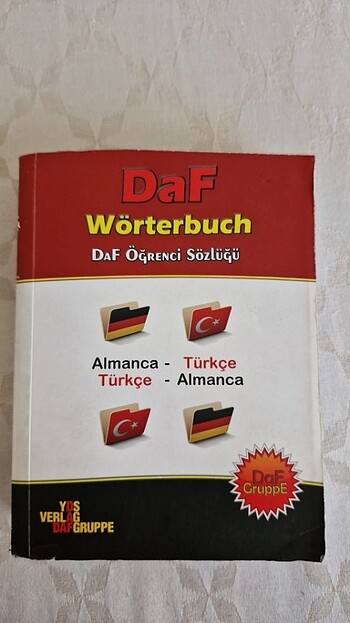 DaF
Wörterbuch
DaF Öğrenci Sözlüğü
Almanca - Türkçe
Türkçe - Almanca
DaF
GruppE
YDS
VERLAG
DAFGRUPPE